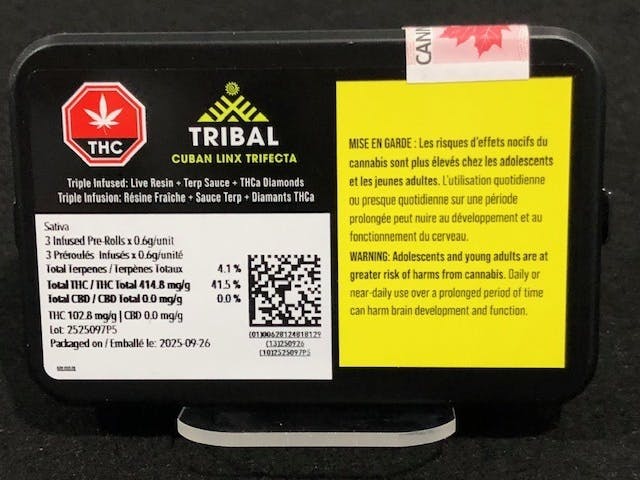 CANN
THC
TRIBAL
CUBAN LINX TRIFECTA
Triple Infused: Live Resin + Terp Sauce + THCa Diamonds
Triple Infusion: Résine Fraîche + Sauce Terp + Diamants THCa
Sativa
3 Infused Pre-Rolls x 0.6g/unit
3 Préroulés Infusés x 0.6g/unité
Total Terpenes / Terpènes Totaux 4.1 %
Total THC / THC Total 414.8 mg/g 41.5 %
Total CBD / CBD Total 0.0 mg/g 0.0 %
THC 102.8 mg/g | CBD 0.0 mg/g
Lot: 2525097P5
Packaged on / Emballé le: 2025-09-26
(01)00628124818129
(13)250926
(10)2525097P5
MISE EN GARDE : Les risques d'effets nocifs du
cannabis sont plus élevés chez les adolescents
et les jeunes adultes. L'utilisation quotidienne
ou presque quotidienne sur une période
prolongée peut nuire au développement et au
fonctionnement du cerveau.
WARNING: Adolescents and young adults are at
greater risk of harms from cannabis. Daily or
near-daily use over a prolonged period of time
can harm brain development and function.